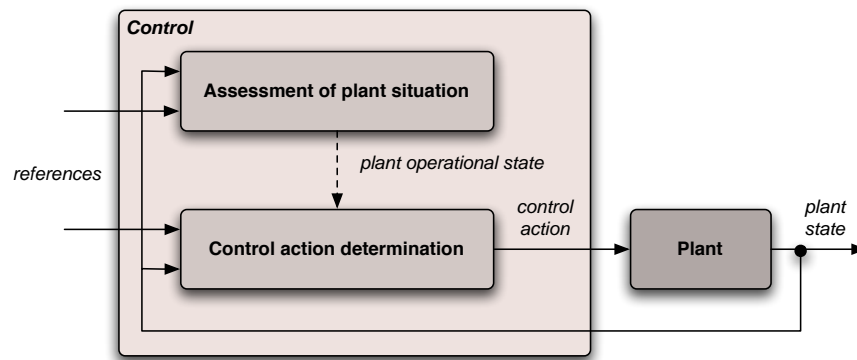 Control
Assessment of plant situation
plant operational state
references
control
action
plant
state
Control action determination
Plant